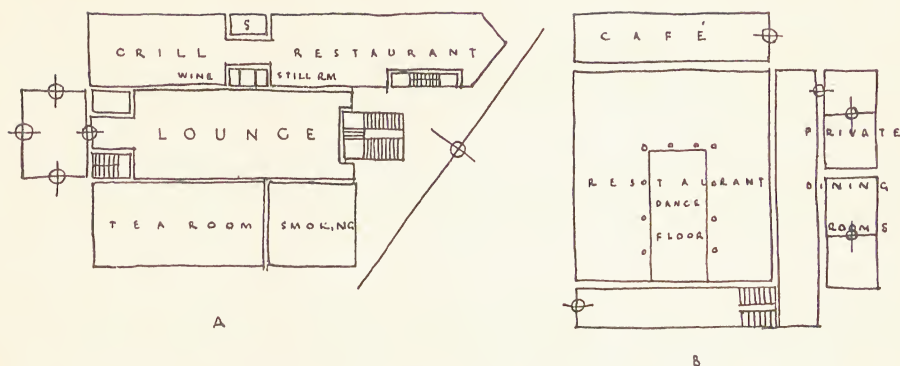 S
GRILL RESTAURANT
WINE STILL RM
LOUNGE
TEA ROOM SMOKING
A
CAFÉ
PRIVATE
RESTAURANT DINING
DANCE
FLOOR ROOMS
B